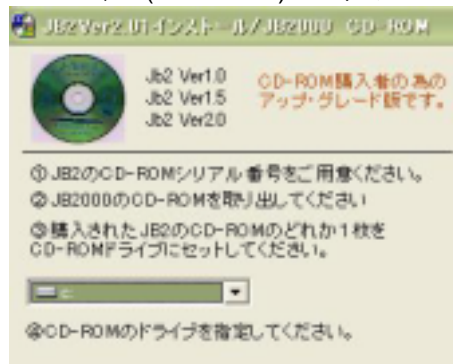 JB2Ver2.01インストール/JB2000 CD-ROM
Jb2 Ver1.0
Jb2 Ver1.5
Jb2 Ver2.0
CD-ROM購入者の為の
アップ・グレード版です。
①JB2のCD-ROMシリアル番号をご用意ください。
②JB2000のCD-ROMを取り出してください
③購入されたJB2のCD-ROMのどれか1枚を
CD-ROMドライブにセットしてください。
c:
④CD-ROMのドライブを指定してください。